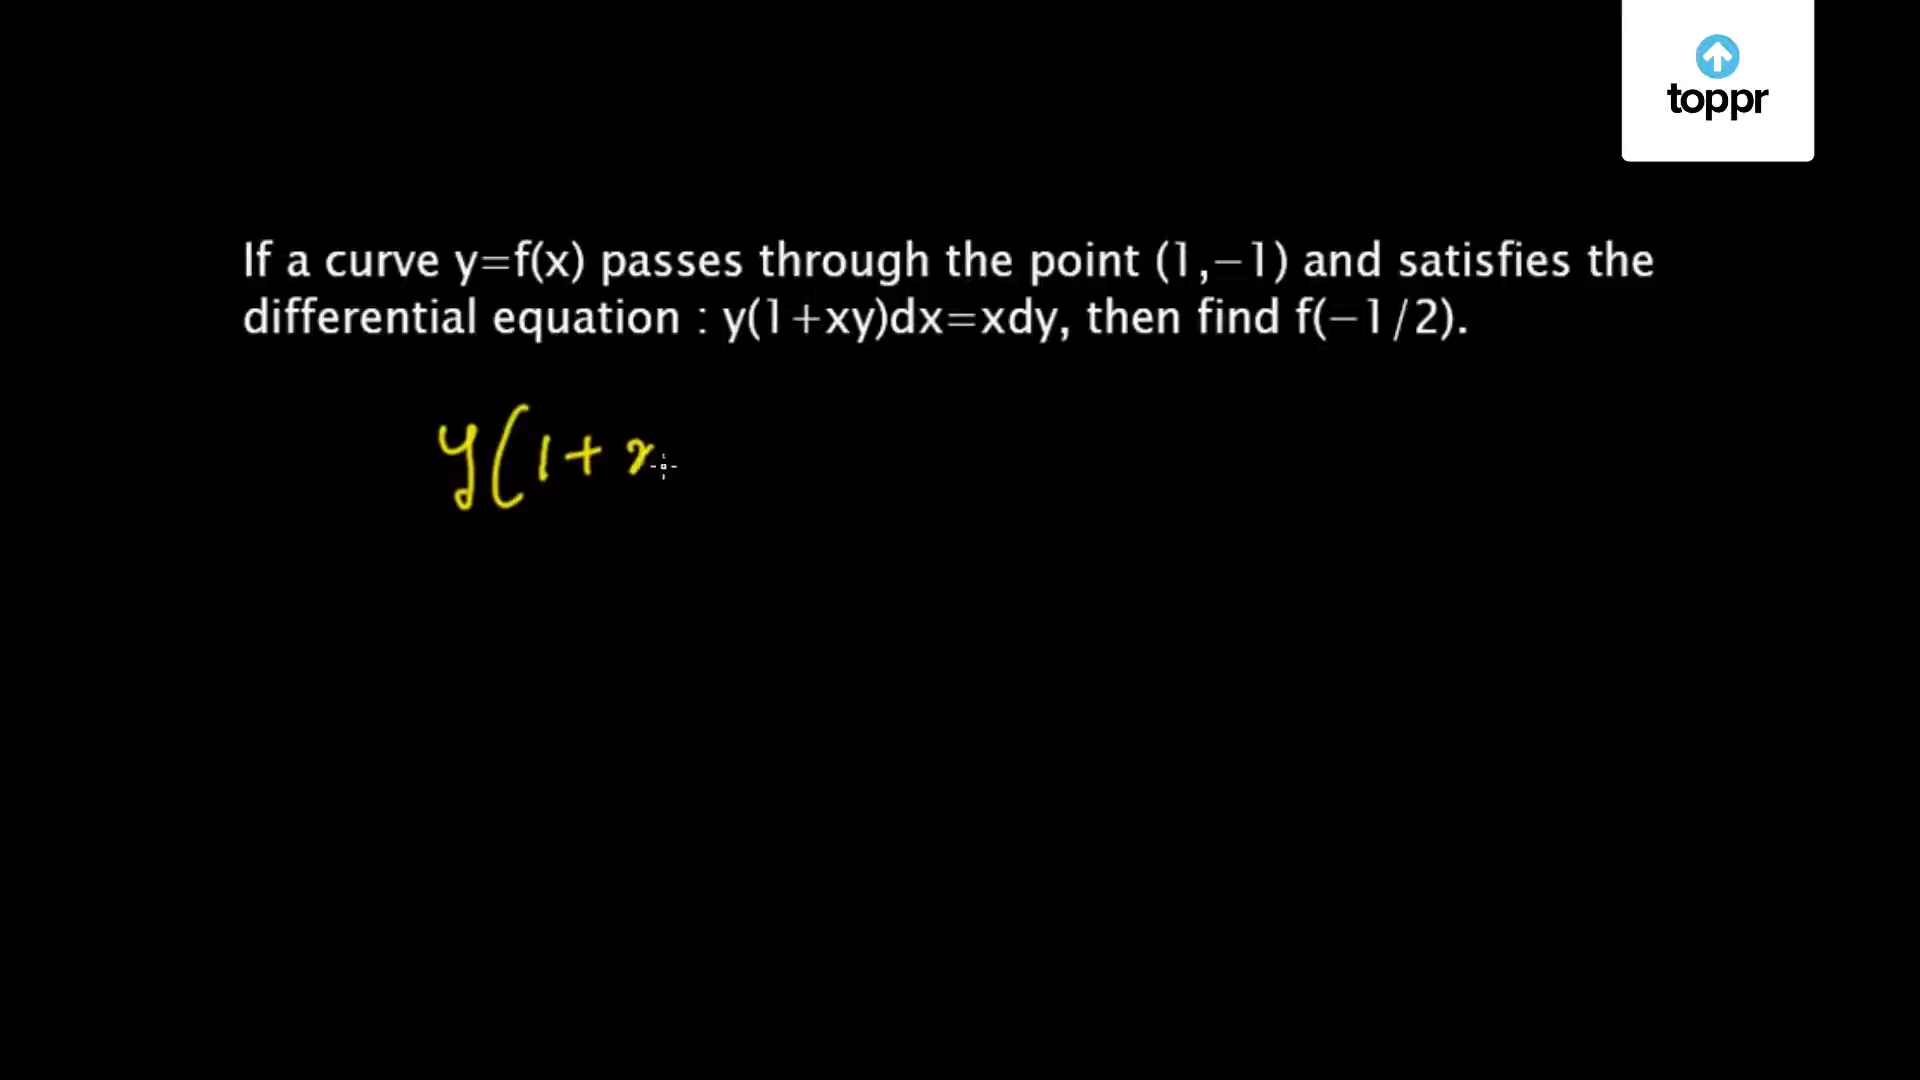 toppr
If a curve y=f(x) passes through the point (1,−1) and satisfies the
differential equation : y(1+xy)dx=xdy, then find f(−1/2).
y(1+x